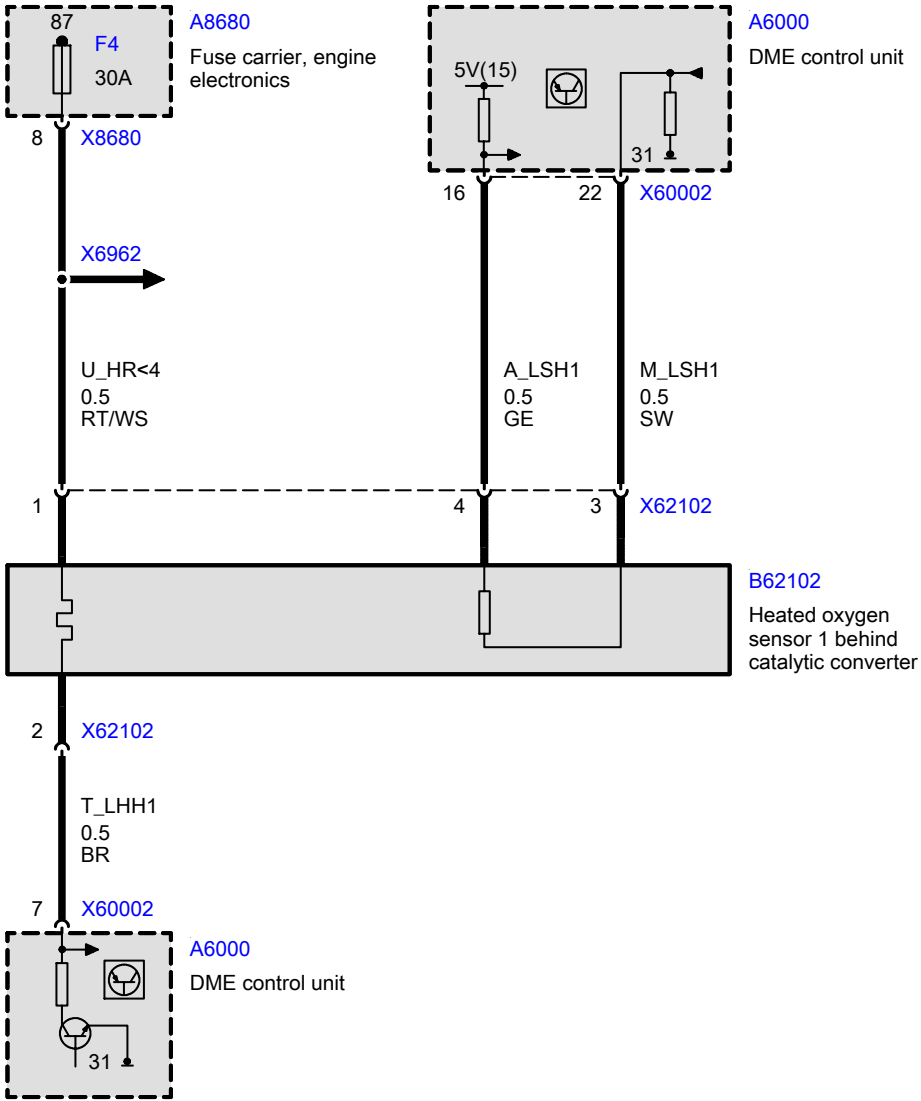 87
F4
30A
A8680
Fuse carrier, engine
electronics
8
X8680
5V(15)
31
A6000
DME control unit
16
22
X60002
X6962
U_HR<4
0.5
RT/WS
A_LSH1
0.5
GE
M_LSH1
0.5
SW
1
4
3
X62102
B62102
Heated oxygen
sensor 1 behind
catalytic converter
2
X62102
T_LHH1
0.5
BR
7
X60002
A6000
DME control unit
31